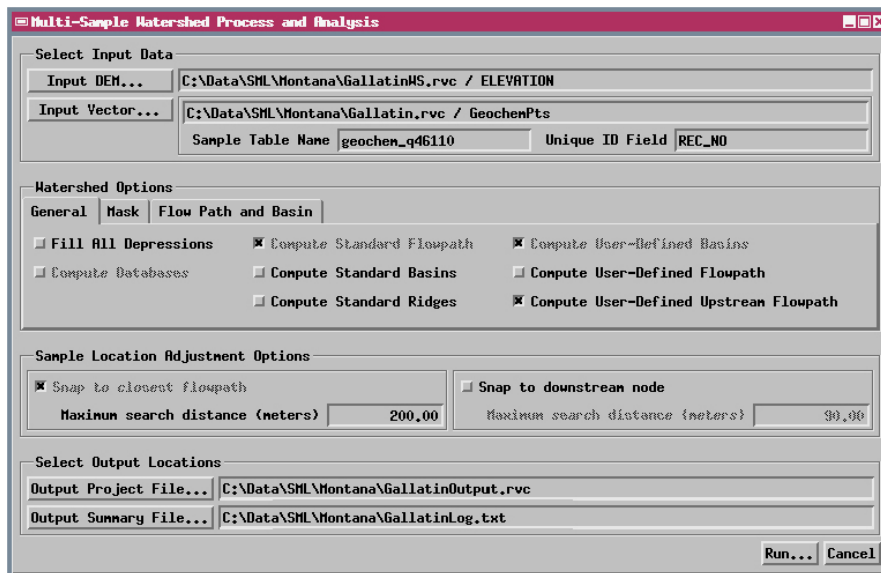 Multi-Sample Watershed Process and Analysis
Select Input Data
Input DEM... C:\Data\SML\Montana\GallatinWS.rvc / ELEVATION
Input Vector... C:\Data\SML\Montana\Gallatin.rvc / GeochemPts
Sample Table Name geochem_q46110 Unique ID Field REC_NO
Watershed Options
General Mask Flow Path and Basin
Fill All Depressions Compute Standard Flowpath Compute User-Defined Basins
Compute Databases Compute Standard Basins Compute User-Defined Flowpath
Compute Standard Ridges Compute User-Defined Upstream Flowpath
Sample Location Adjustment Options
Snap to closest flowpath Snap to downstream node
Maximum search distance (meters) 200.00 Maximum search distance (meters) 90.00
Select Output Locations
Output Project File... C:\Data\SML\Montana\GallatinOutput.rvc
Output Summary File... C:\Data\SML\Montana\GallatinLog.txt
Run... Cancel